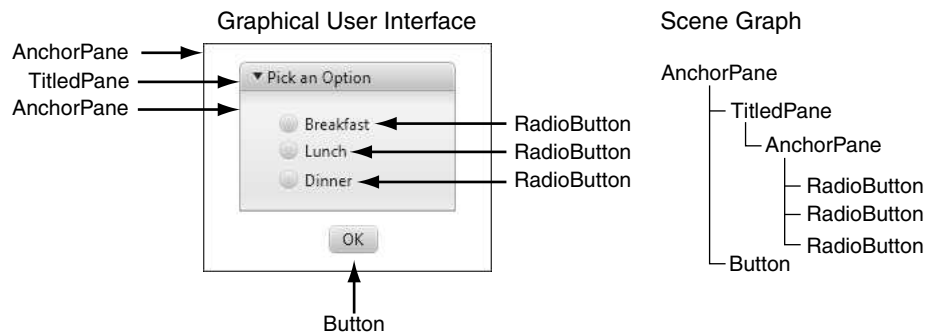 Graphical User Interface
AnchorPane
TitledPane
AnchorPane
Pick an Option
Breakfast
Lunch
Dinner
OK
RadioButton
RadioButton
RadioButton
Button
Scene Graph
AnchorPane
TitledPane
AnchorPane
RadioButton
RadioButton
RadioButton
Button